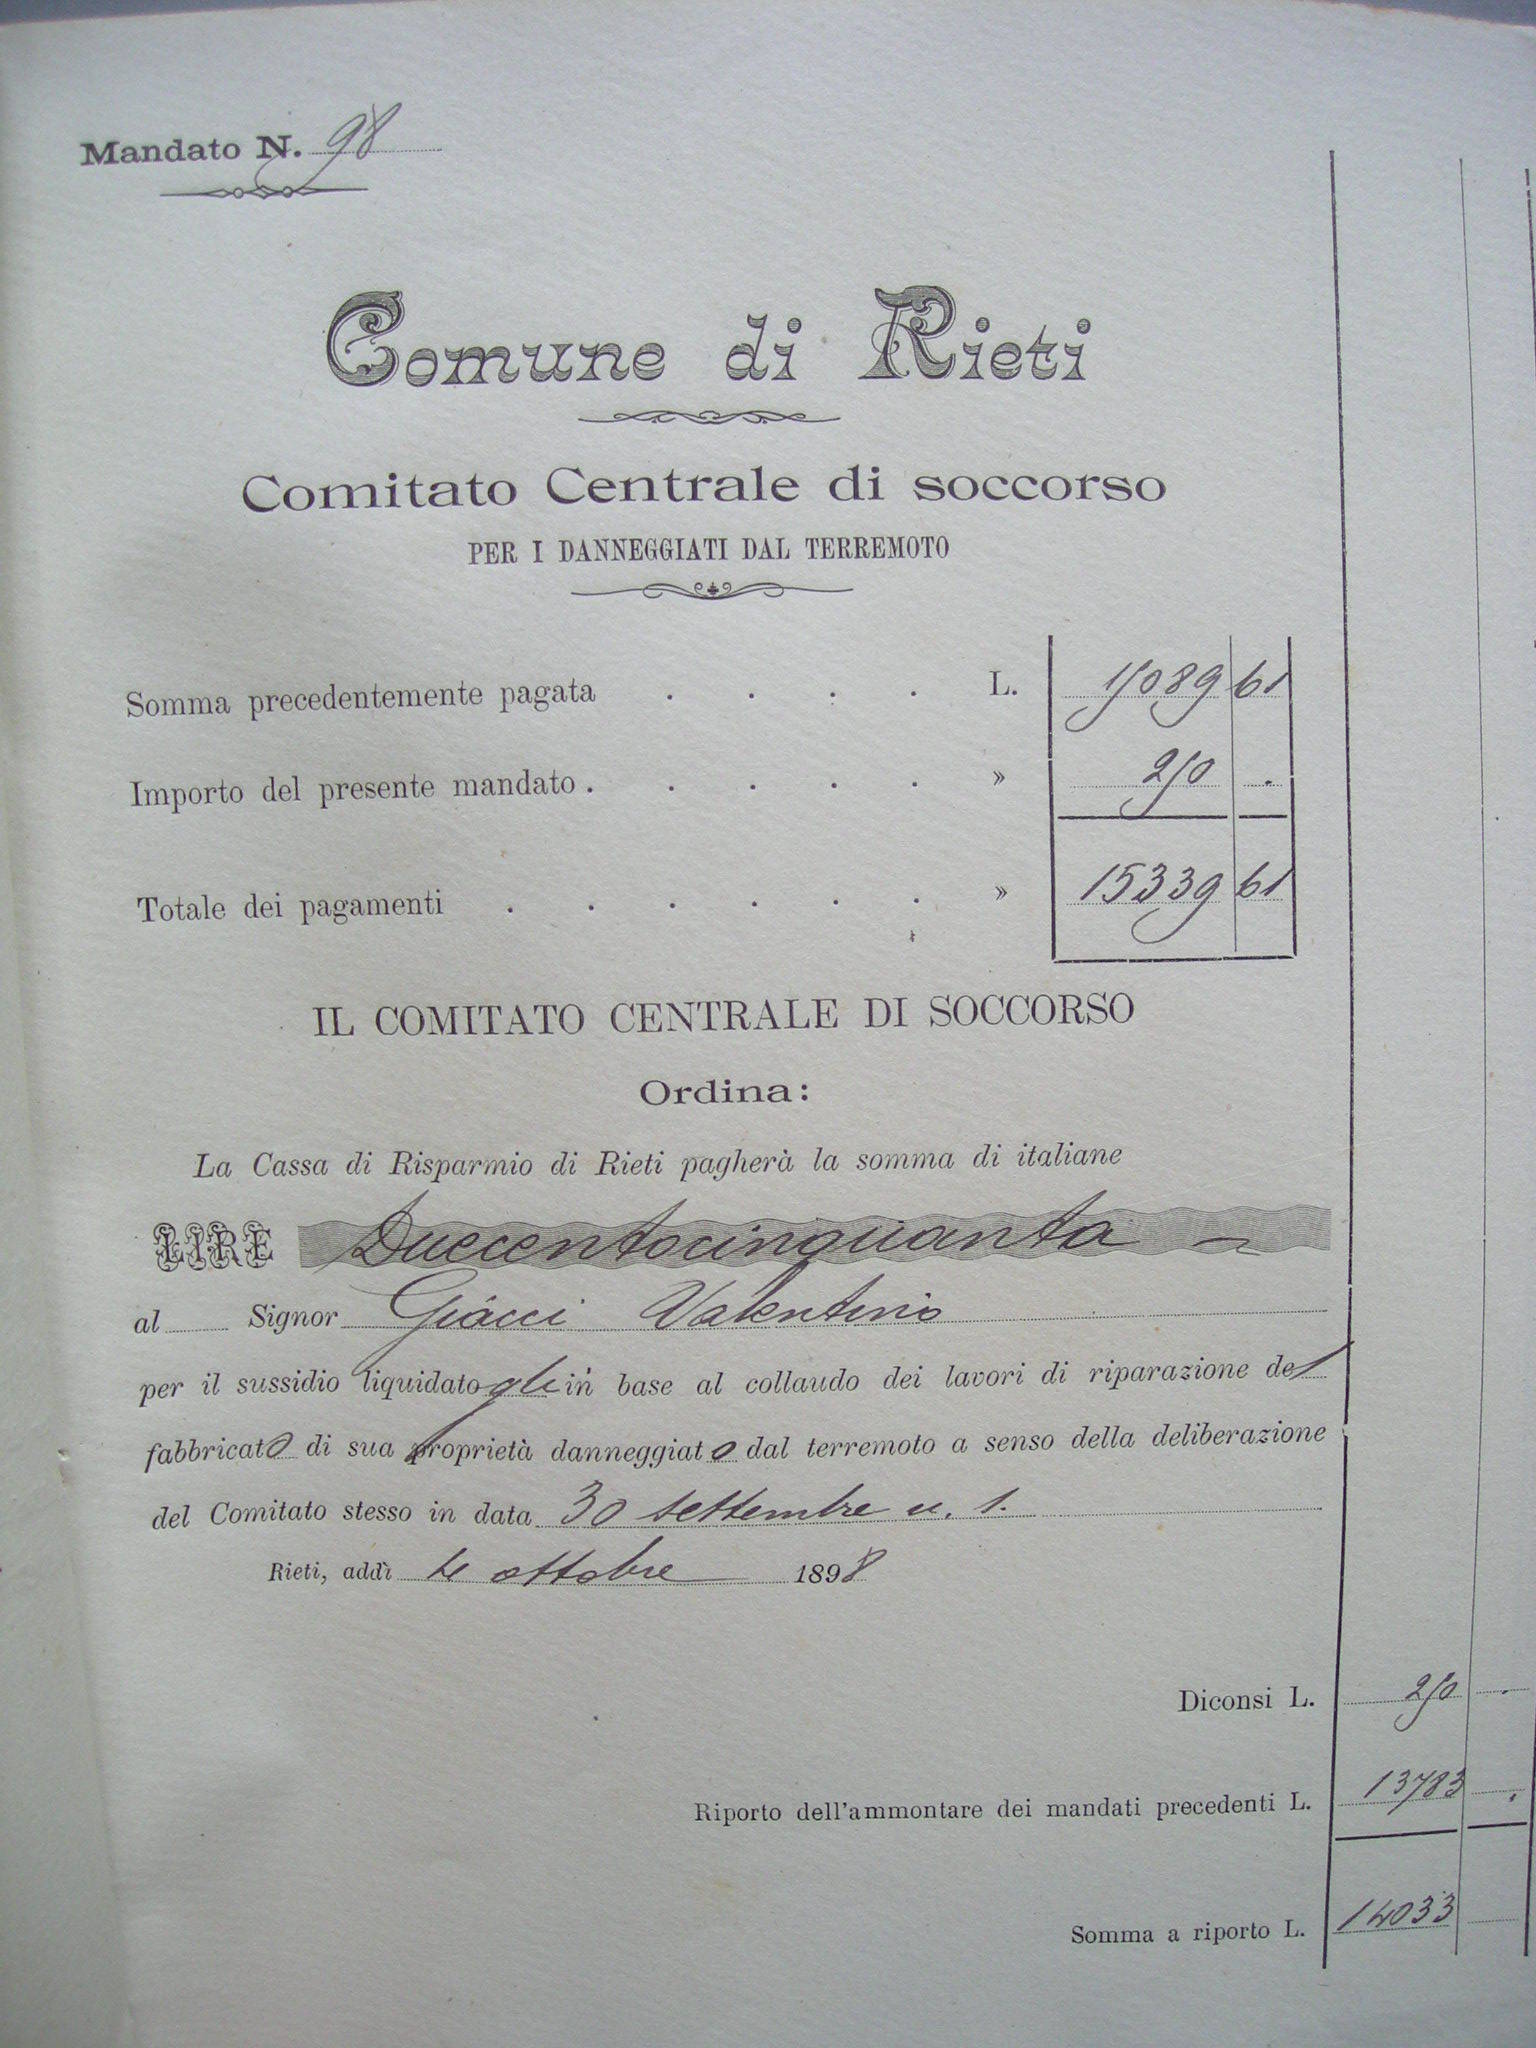 Mandato N. 98
Comune di Rieti
Comitato Centrale di soccorso
PER I DANNEGGIATI DAL TERREMOTO
Somma precedentemente pagata . . . . L. 15089 61
Importo del presente mandato . . . . . » 250 .
Totale dei pagamenti . . . . . . » 15339 61
IL COMITATO CENTRALE DI SOCCORSO
Ordina:
La Cassa di Risparmio di Rieti pagherà la somma di italiane
LIRE Duecentocinquanta —
al Signor Giacci Valentino
per il sussidio liquidatogli in base al collaudo dei lavori di riparazione del
fabbricato di sua proprietà danneggiato dal terremoto a senso della deliberazione
del Comitato stesso in data 30 settembre u. s.
Rieti, addì 4 ottobre 1898
Diconsi L. 250 .
Riporto dell'ammontare dei mandati precedenti L. 13783 .
Somma a riporto L. 14033